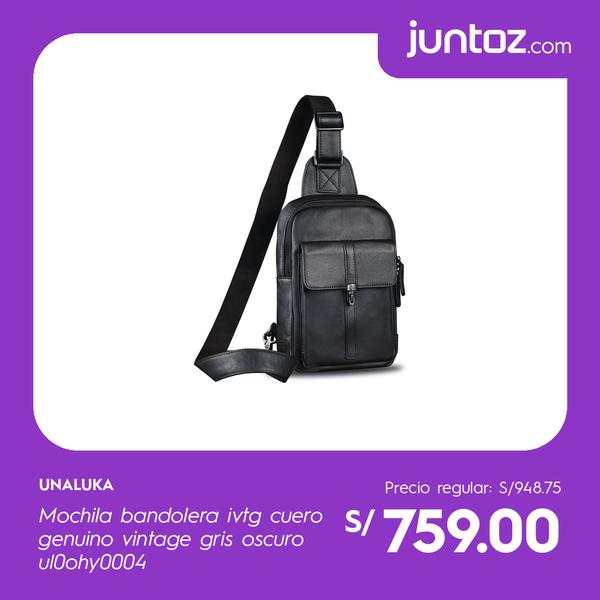 juntoz.com
UNALUKA
Mochila bandolera ivtg cuero
genuino vintage gris oscuro
ul0ohy0004
Precio regular: S/948.75
S/759.00